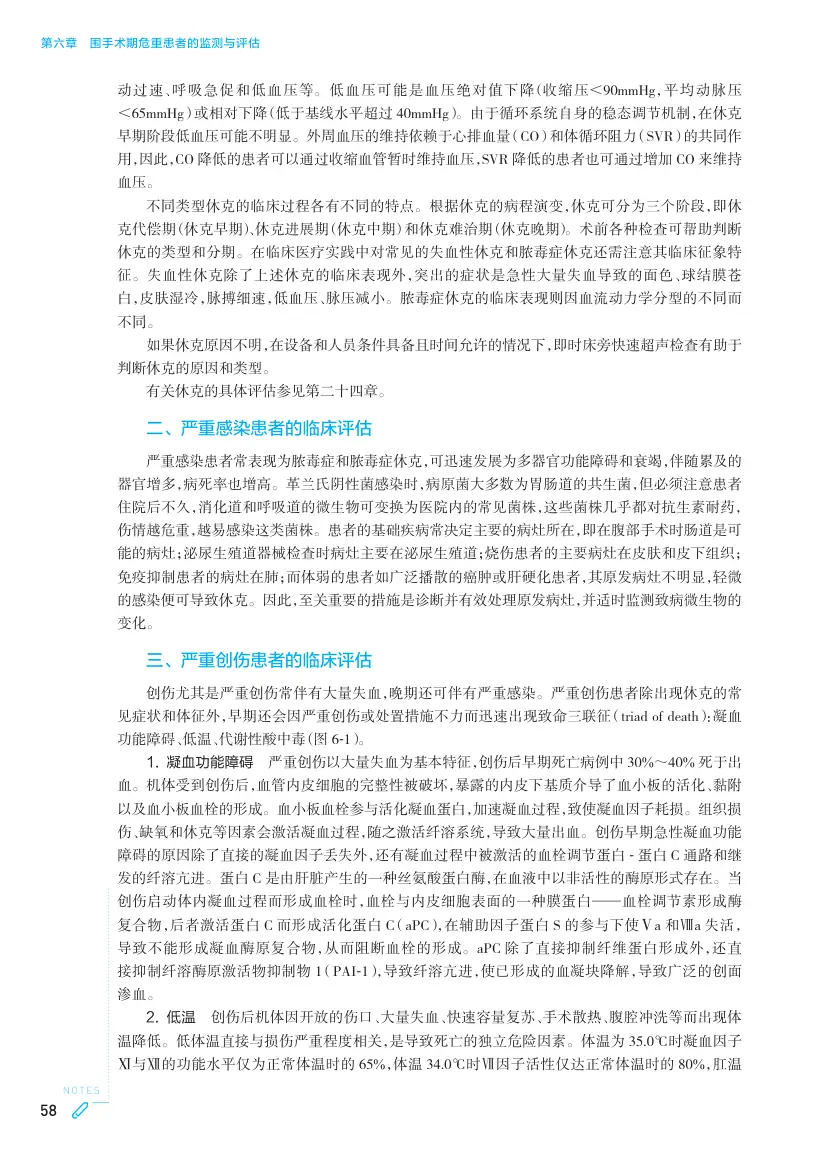 第六章 围手术期危重患者的监测与评估
动过速、呼吸急促和低血压等。低血压可能是血压绝对值下降(收缩压＜90mmHg,平均动脉压
＜65mmHg)或相对下降(低于基线水平超过 40mmHg)。由于循环系统自身的稳态调节机制,在休克
早期阶段低血压可能不明显。外周血压的维持依赖于心排血量(CO)和体循环阻力(SVR)的共同作
用,因此,CO 降低的患者可以通过收缩血管暂时维持血压,SVR 降低的患者也可通过增加 CO 来维持
血压。
不同类型休克的临床过程各有不同的特点。根据休克的病程演变,休克可分为三个阶段,即休
克代偿期(休克早期)、休克进展期(休克中期)和休克难治期(休克晚期)。术前各种检查可帮助判断
休克的类型和分期。在临床医疗实践中对常见的失血性休克和脓毒症休克还需注意其临床征象特
征。失血性休克除了上述休克的临床表现外,突出的症状是急性大量失血导致的面色、球结膜苍
白,皮肤湿冷,脉搏细速,低血压、脉压减小。脓毒症休克的临床表现则因血流动力学分型的不同而
不同。
如果休克原因不明,在设备和人员条件具备且时间允许的情况下,即时床旁快速超声检查有助于
判断休克的原因和类型。
有关休克的具体评估参见第二十四章。
二、严重感染患者的临床评估
严重感染患者常表现为脓毒症和脓毒症休克,可迅速发展为多器官功能障碍和衰竭,伴随累及的
器官增多,病死率也增高。革兰氏阴性菌感染时,病原菌大多数为胃肠道的共生菌,但必须注意患者
住院后不久,消化道和呼吸道的微生物可变换为医院内的常见菌株,这些菌株几乎都对抗生素耐药,
伤情越危重,越易感染这类菌株。患者的基础疾病常决定主要的病灶所在,即在腹部手术时肠道是可
能的病灶;泌尿生殖道器械检查时病灶主要在泌尿生殖道;烧伤患者的主要病灶在皮肤和皮下组织;
免疫抑制患者的病灶在肺;而体弱的患者如广泛播散的癌肿或肝硬化患者,其原发病灶不明显,轻微
的感染便可导致休克。因此,至关重要的措施是诊断并有效处理原发病灶,并适时监测致病微生物的
变化。
三、严重创伤患者的临床评估
创伤尤其是严重创伤常伴有大量失血,晚期还可伴有严重感染。严重创伤患者除出现休克的常
见症状和体征外,早期还会因严重创伤或处置措施不力而迅速出现致命三联征(triad of death):凝血
功能障碍、低温、代谢性酸中毒(图 6-1)。
1. 凝血功能障碍 严重创伤以大量失血为基本特征,创伤后早期死亡病例中 30%～40% 死于出
血。机体受到创伤后,血管内皮细胞的完整性被破坏,暴露的内皮下基质介导了血小板的活化、黏附
以及血小板血栓的形成。血小板血栓参与活化凝血蛋白,加速凝血过程,致使凝血因子耗损。组织损
伤、缺氧和休克等因素会激活凝血过程,随之激活纤溶系统,导致大量出血。创伤早期急性凝血功能
障碍的原因除了直接的凝血因子丢失外,还有凝血过程中被激活的血栓调节蛋白 - 蛋白 C 通路和继
发的纤溶亢进。蛋白 C 是由肝脏产生的一种丝氨酸蛋白酶,在血液中以非活性的酶原形式存在。当
创伤启动体内凝血过程而形成血栓时,血栓与内皮细胞表面的一种膜蛋白——血栓调节素形成酶
复合物,后者激活蛋白 C 而形成活化蛋白 C(aPC),在辅助因子蛋白 S 的参与下使Ⅴa 和Ⅷa 失活,
导致不能形成凝血酶原复合物,从而阻断血栓的形成。aPC 除了直接抑制纤维蛋白形成外,还直
接抑制纤溶酶原激活物抑制物 1(PAI-1),导致纤溶亢进,使已形成的血凝块降解,导致广泛的创面
渗血。
2. 低温 创伤后机体因开放的伤口、大量失血、快速容量复苏、手术散热、腹腔冲洗等而出现体
温降低。低体温直接与损伤严重程度相关,是导致死亡的独立危险因素。体温为 35.0℃时凝血因子
Ⅺ与Ⅻ的功能水平仅为正常体温时的 65%,体温 34.0℃时Ⅶ因子活性仅达正常体温时的 80%,肛温
NOTES
58